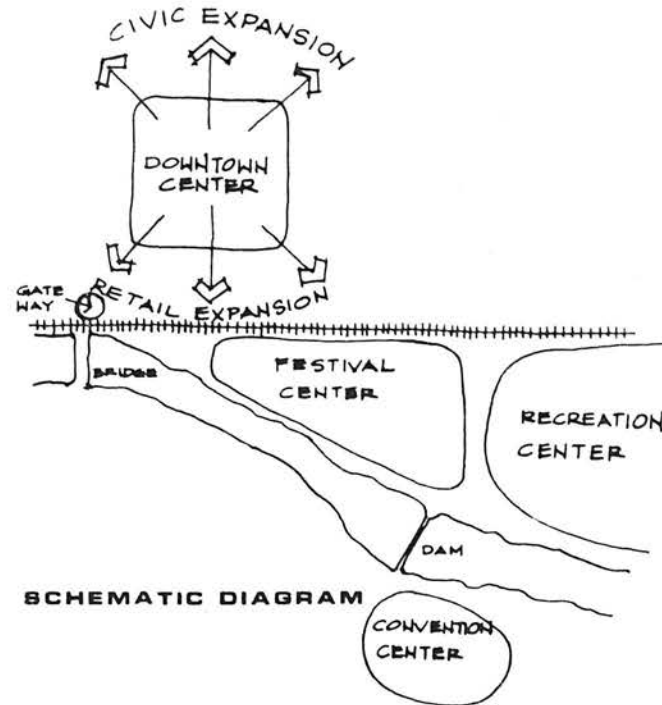 CIVIC EXPANSION
DOWNTOWN
CENTER
GATE
WAY
RETAIL EXPANSION
BRIDGE
FESTIVAL
CENTER
RECREATION
CENTER
DAM
SCHEMATIC DIAGRAM
CONVENTION
CENTER